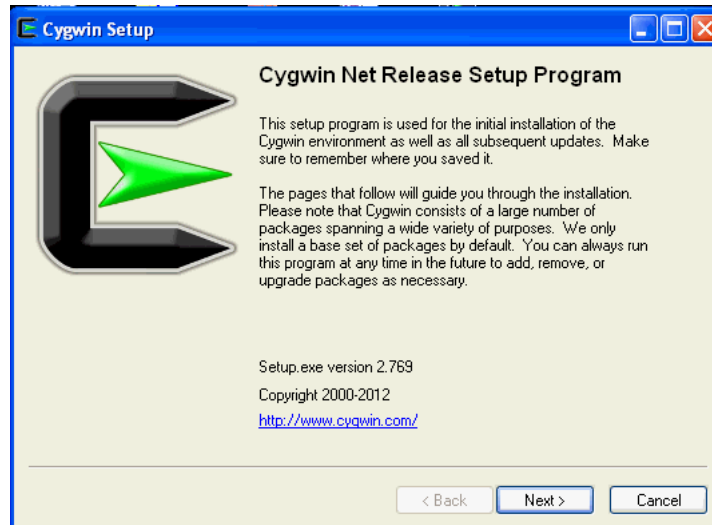 Cygwin Setup
Cygwin Net Release Setup Program
This setup program is used for the initial installation of the
Cygwin environment as well as all subsequent updates. Make
sure to remember where you saved it.
The pages that follow will guide you through the installation.
Please note that Cygwin consists of a large number of
packages spanning a wide variety of purposes. We only
install a base set of packages by default. You can always run
this program at any time in the future to add, remove, or
upgrade packages as necessary.
Setup.exe version 2.769
Copyright 2000-2012
http://www.cygwin.com/
< Back
Next >
Cancel